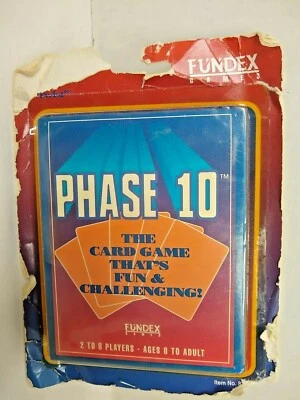 FUNDEX
GAMES
PHASE 10™
THE
CARD GAME
THAT'S
FUN &
CHALLENGING!
FUNDEX
GAMES
2 TO 6 PLAYERS - AGES 8 TO ADULT
Item No.